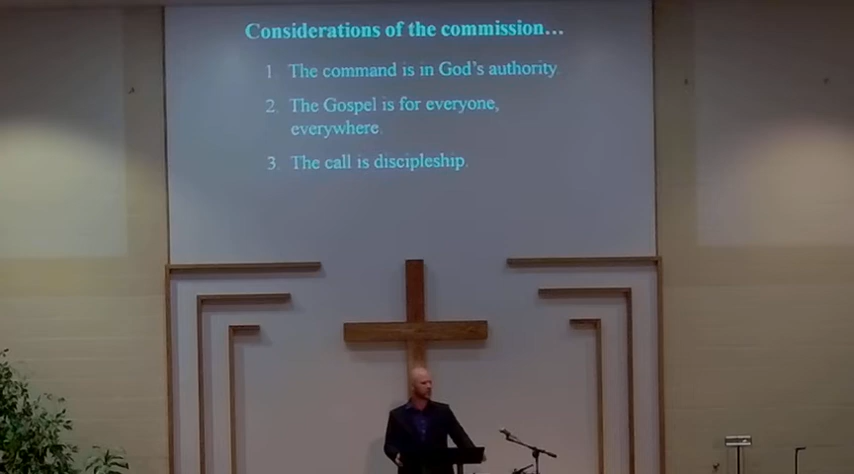 Considerations of the commission...
1 The command is in God's authority.
2. The Gospel is for everyone,
everywhere.
3. The call is discipleship.